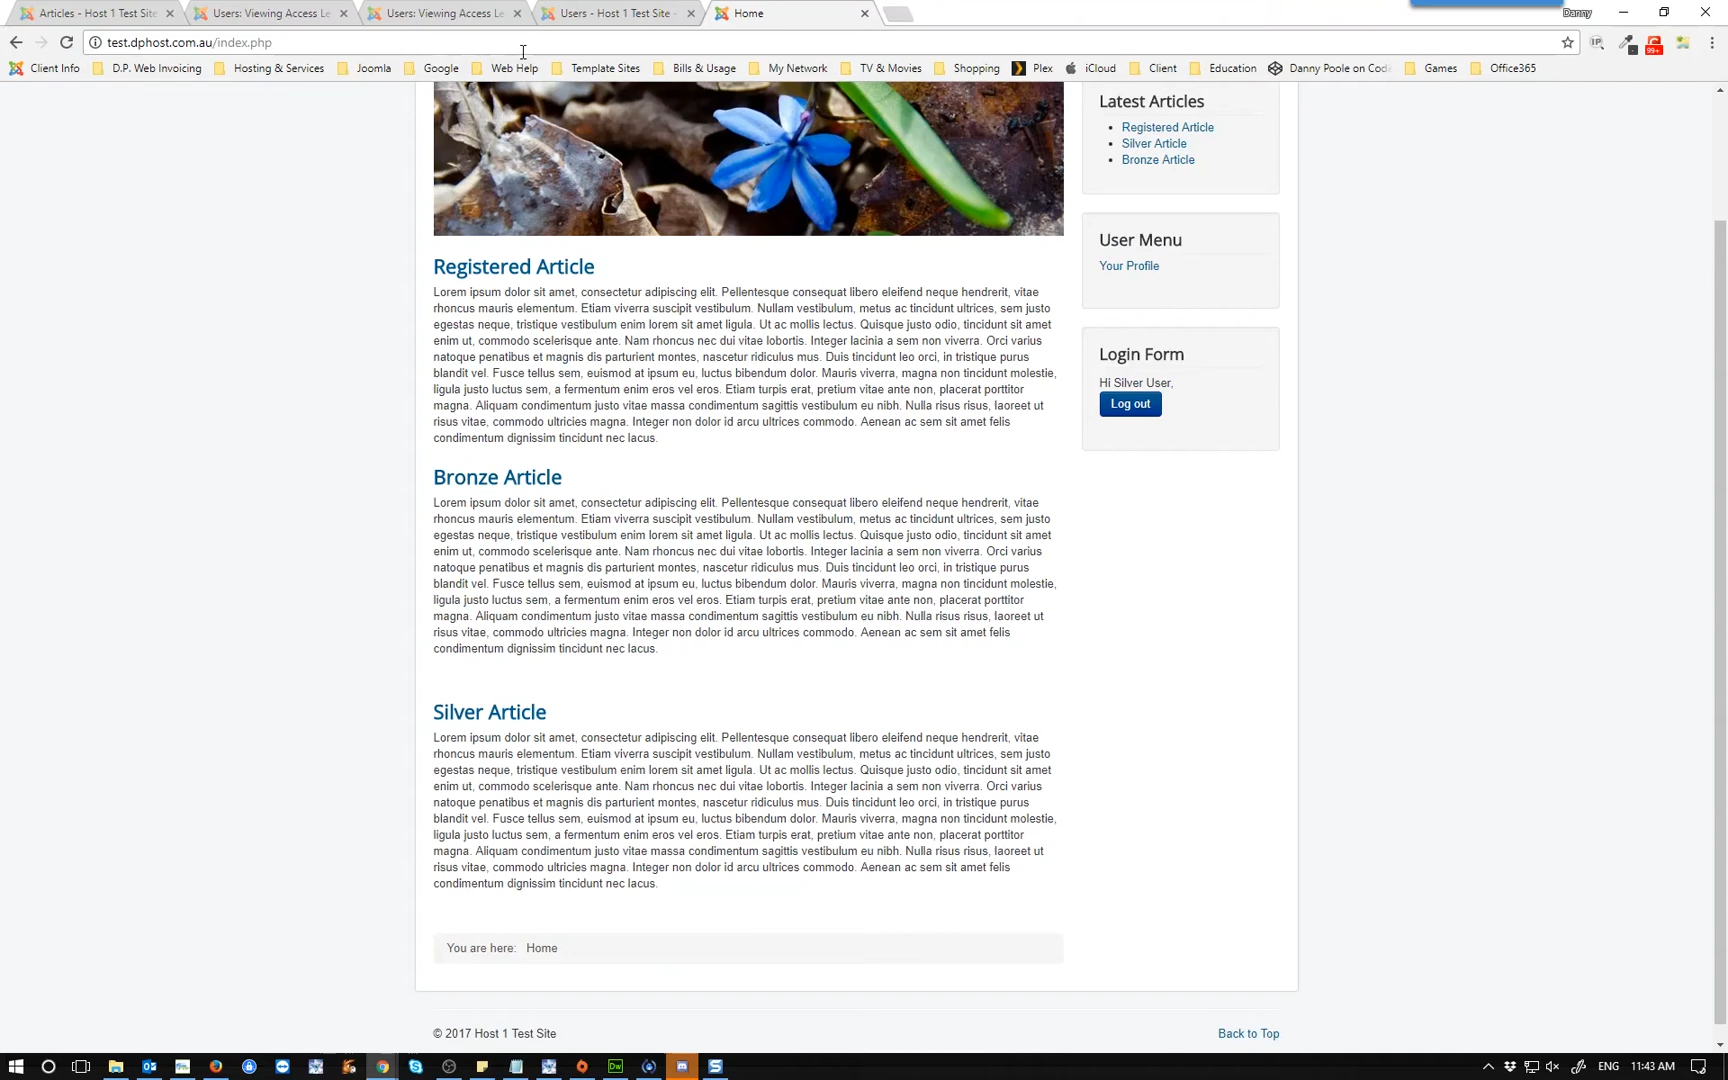 Articles - Host 1 Test Site
Users: Viewing Access Le
Users: Viewing Access Le
Users - Host 1 Test Site -
Home
Danny
test.dphost.com.au/index.php
IP
99+
Client Info
D.P. Web Invoicing
Hosting & Services
Joomla
Google
Web Help
Template Sites
Bills & Usage
My Network
TV & Movies
Shopping
Plex
iCloud
Client
Education
Danny Poole on Code
Games
Office365
Registered Article
Lorem ipsum dolor sit amet, consectetur adipiscing elit. Pellentesque consequat libero eleifend neque hendrerit, vitae
rhoncus mauris elementum. Etiam viverra suscipit vestibulum. Nullam vestibulum, metus ac tincidunt ultrices, sem justo
egestas neque, tristique vestibulum enim lorem sit amet ligula. Ut ac mollis lectus. Quisque justo odio, tincidunt sit amet
enim ut, commodo scelerisque ante. Nam rhoncus nec dui vitae lobortis. Integer lacinia a sem non viverra. Orci varius
natoque penatibus et magnis dis parturient montes, nascetur ridiculus mus. Duis tincidunt leo orci, in tristique purus
blandit vel. Fusce tellus sem, euismod at ipsum eu, luctus bibendum dolor. Mauris viverra, magna non tincidunt molestie,
ligula justo luctus sem, a fermentum enim eros vel eros. Etiam turpis erat, pretium vitae ante non, placerat porttitor
magna. Aliquam condimentum justo vitae massa condimentum sagittis vestibulum eu nibh. Nulla risus risus, laoreet ut
risus vitae, commodo ultricies magna. Integer non dolor id arcu ultrices commodo. Aenean ac sem sit amet felis
condimentum dignissim tincidunt nec lacus.
Bronze Article
Lorem ipsum dolor sit amet, consectetur adipiscing elit. Pellentesque consequat libero eleifend neque hendrerit, vitae
rhoncus mauris elementum. Etiam viverra suscipit vestibulum. Nullam vestibulum, metus ac tincidunt ultrices, sem justo
egestas neque, tristique vestibulum enim lorem sit amet ligula. Ut ac mollis lectus. Quisque justo odio, tincidunt sit amet
enim ut, commodo scelerisque ante. Nam rhoncus nec dui vitae lobortis. Integer lacinia a sem non viverra. Orci varius
natoque penatibus et magnis dis parturient montes, nascetur ridiculus mus. Duis tincidunt leo orci, in tristique purus
blandit vel. Fusce tellus sem, euismod at ipsum eu, luctus bibendum dolor. Mauris viverra, magna non tincidunt molestie,
ligula justo luctus sem, a fermentum enim eros vel eros. Etiam turpis erat, pretium vitae ante non, placerat porttitor
magna. Aliquam condimentum justo vitae massa condimentum sagittis vestibulum eu nibh. Nulla risus risus, laoreet ut
risus vitae, commodo ultricies magna. Integer non dolor id arcu ultrices commodo. Aenean ac sem sit amet felis
condimentum dignissim tincidunt nec lacus.
Silver Article
Lorem ipsum dolor sit amet, consectetur adipiscing elit. Pellentesque consequat libero eleifend neque hendrerit, vitae
rhoncus mauris elementum. Etiam viverra suscipit vestibulum. Nullam vestibulum, metus ac tincidunt ultrices, sem justo
egestas neque, tristique vestibulum enim lorem sit amet ligula. Ut ac mollis lectus. Quisque justo odio, tincidunt sit amet
enim ut, commodo scelerisque ante. Nam rhoncus nec dui vitae lobortis. Integer lacinia a sem non viverra. Orci varius
natoque penatibus et magnis dis parturient montes, nascetur ridiculus mus. Duis tincidunt leo orci, in tristique purus
blandit vel. Fusce tellus sem, euismod at ipsum eu, luctus bibendum dolor. Mauris viverra, magna non tincidunt molestie,
ligula justo luctus sem, a fermentum enim eros vel eros. Etiam turpis erat, pretium vitae ante non, placerat porttitor
magna. Aliquam condimentum justo vitae massa condimentum sagittis vestibulum eu nibh. Nulla risus risus, laoreet ut
risus vitae, commodo ultricies magna. Integer non dolor id arcu ultrices commodo. Aenean ac sem sit amet felis
condimentum dignissim tincidunt nec lacus.
You are here: Home
Latest Articles
Registered Article
Silver Article
Bronze Article
User Menu
Your Profile
Login Form
Hi Silver User,
Log out
© 2017 Host 1 Test Site
Back to Top
Dw
S
ENG
11:43 AM